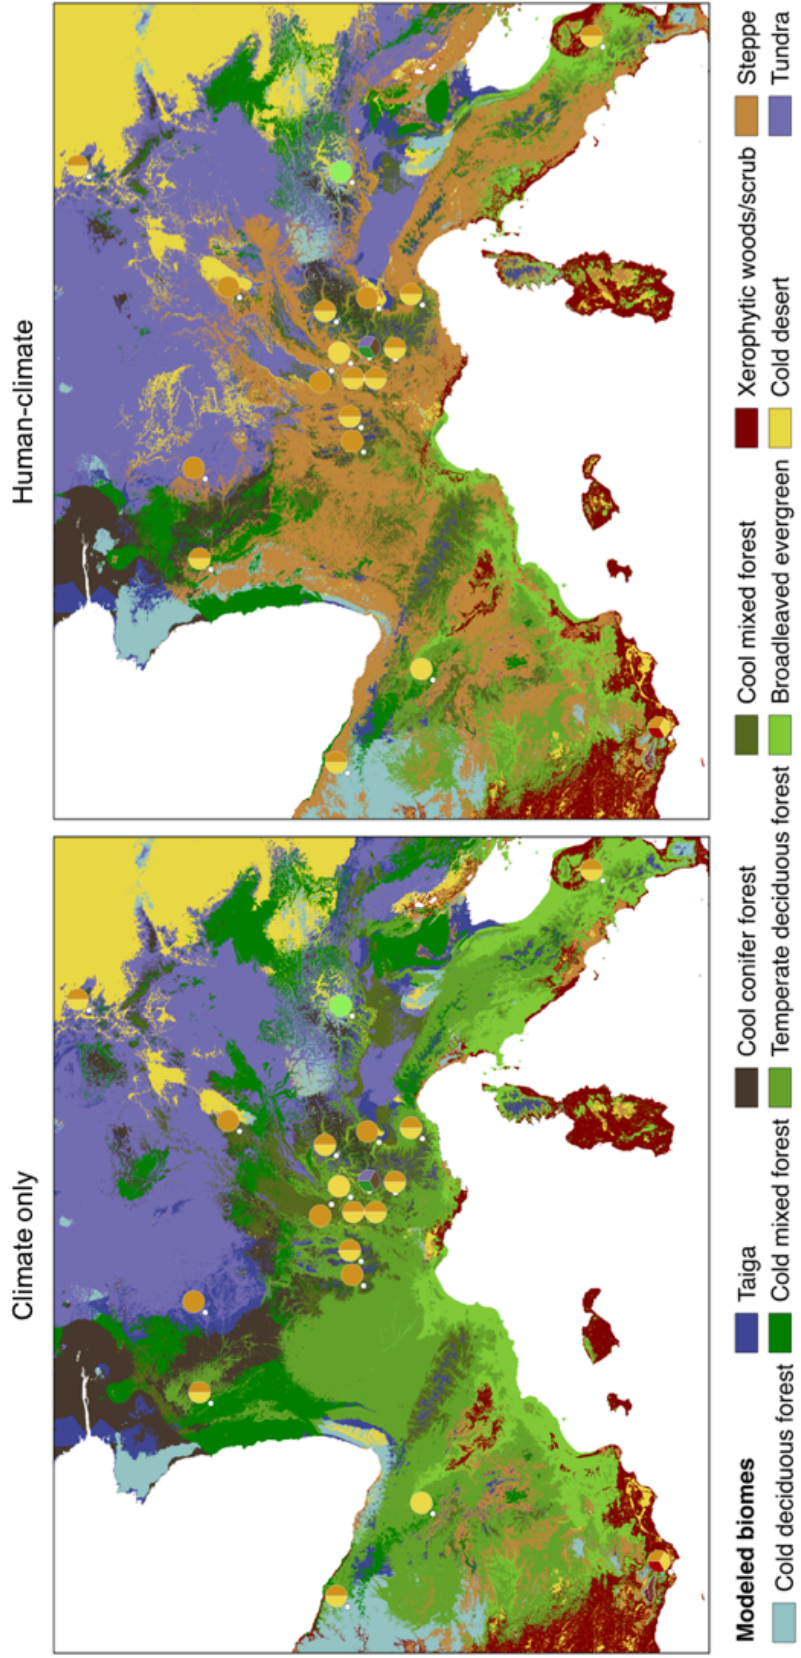 Climate only
Human-climate
Modeled biomes
Taiga
Cool conifer forest
Cool mixed forest
Xerophytic woods/scrub
Steppe
Cold deciduous forest
Cold mixed forest
Temperate deciduous forest
Broadleaved evergreen
Cold desert
Tundra